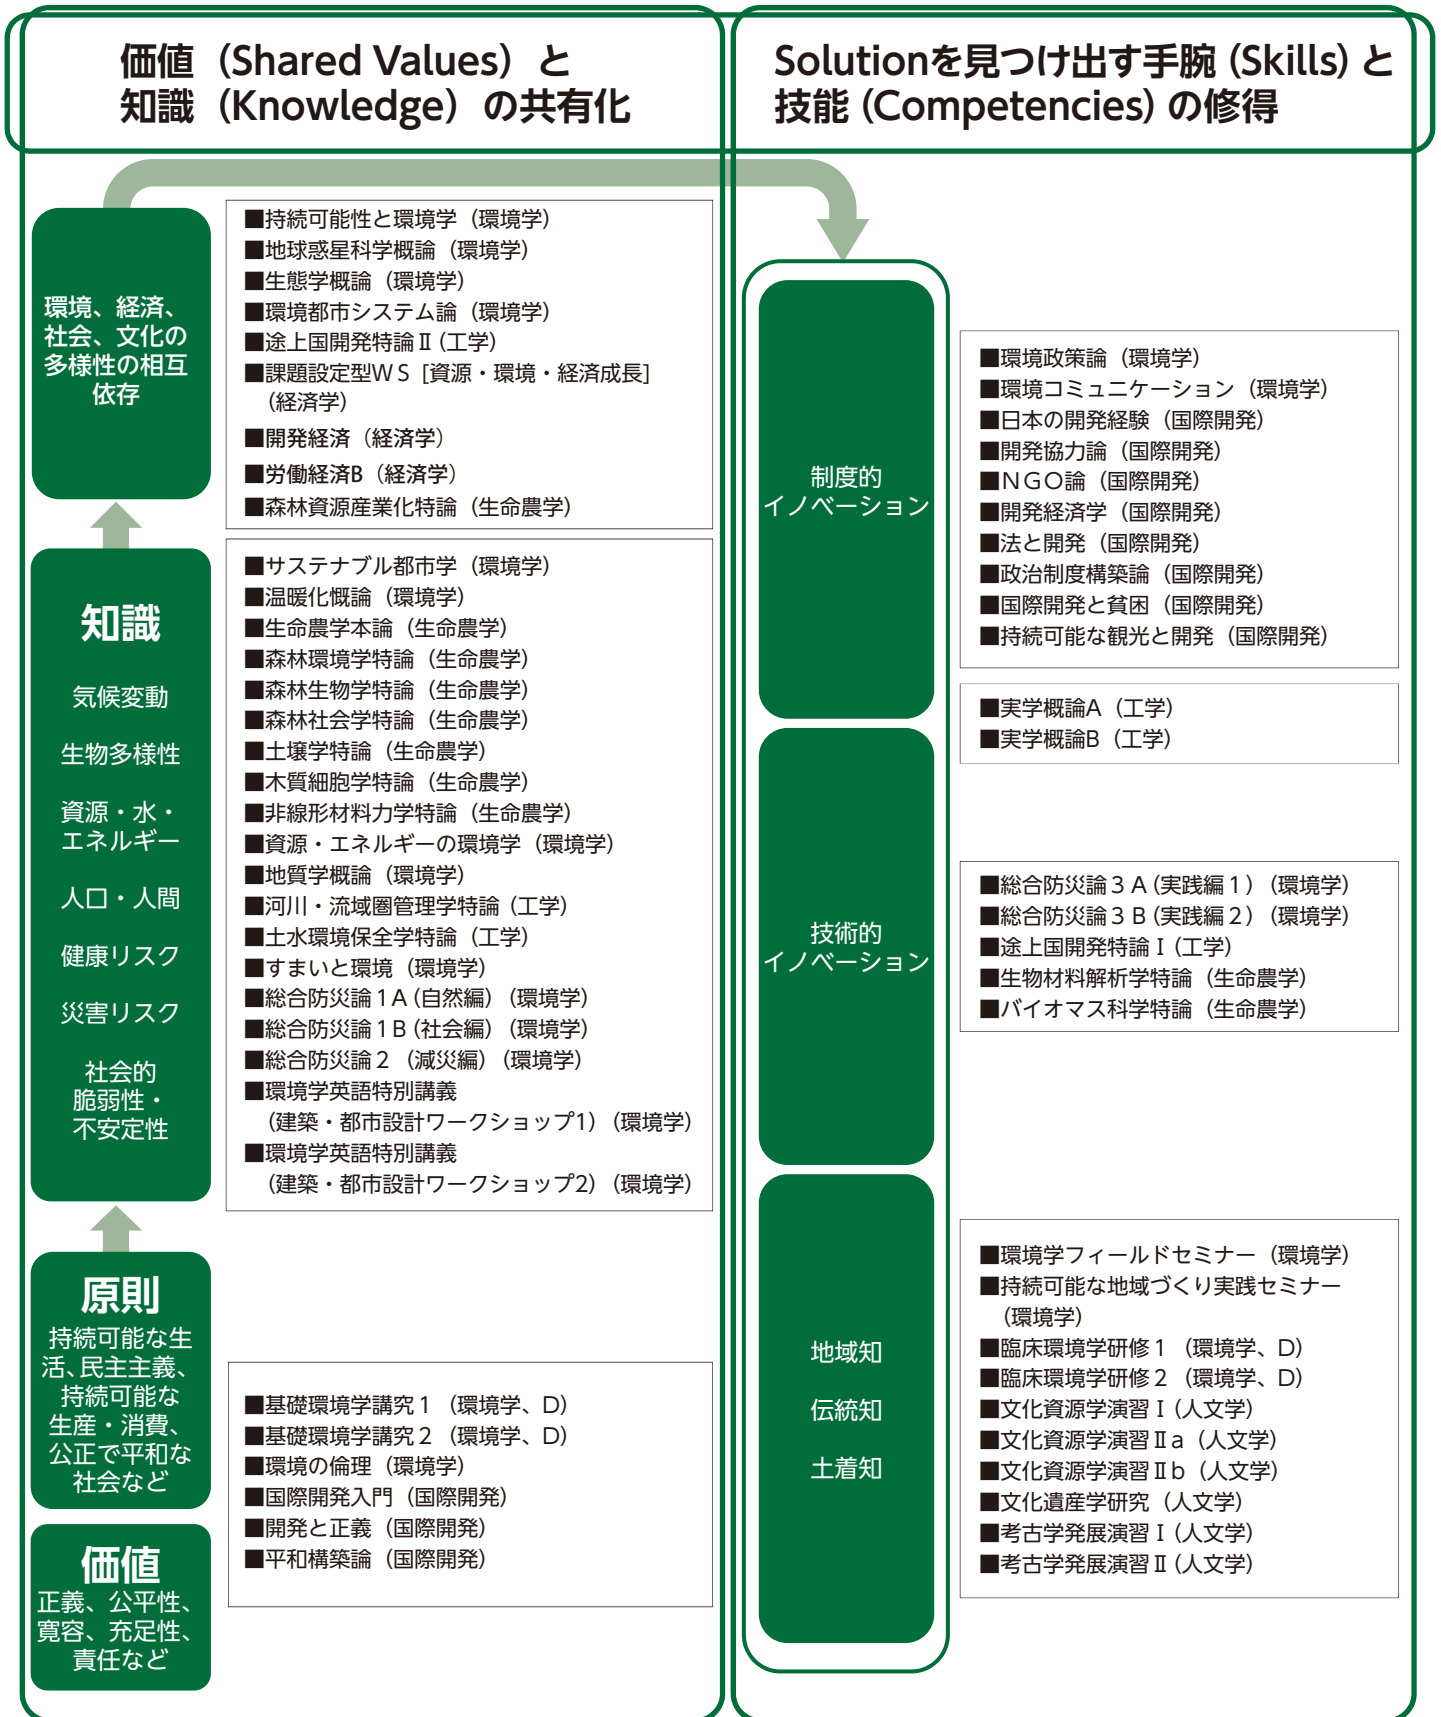 価値（Shared Values）と
知識（Knowledge）の共有化
環境、経済、
社会、文化の
多様性の相互
依存
■持続可能性と環境学（環境学）
■地球惑星科学概論（環境学）
■生態学概論（環境学）
■環境都市システム論（環境学）
■途上国開発特論Ⅱ（工学）
■課題設定型ＷＳ［資源・環境・経済成長］
（経済学）
■開発経済（経済学）
■労働経済B（経済学）
■森林資源産業化特論（生命農学）
知識
気候変動
生物多様性
資源・水・
エネルギー
人口・人間
健康リスク
災害リスク
社会的
脆弱性・
不安定性
■サステナブル都市学（環境学）
■温暖化慨論（環境学）
■生命農学本論（生命農学）
■森林環境学特論（生命農学）
■森林生物学特論（生命農学）
■森林社会学特論（生命農学）
■土壌学特論（生命農学）
■木質細胞学特論（生命農学）
■非線形材料力学特論（生命農学）
■資源・エネルギーの環境学（環境学）
■地質学概論（環境学）
■河川・流域圏管理学特論（工学）
■土水環境保全学特論（工学）
■すまいと環境（環境学）
■総合防災論１A（自然編）（環境学）
■総合防災論１B（社会編）（環境学）
■総合防災論２（減災編）（環境学）
■環境学英語特別講義
（建築・都市設計ワークショップ1）（環境学）
■環境学英語特別講義
（建築・都市設計ワークショップ2）（環境学）
原則
持続可能な生
活、民主主義、
持続可能な
生産・消費、
公正で平和な
社会など
価値
正義、公平性、
寛容、充足性、
責任など
■基礎環境学講究１（環境学、D）
■基礎環境学講究２（環境学、D）
■環境の倫理（環境学）
■国際開発入門（国際開発）
■開発と正義（国際開発）
■平和構築論（国際開発）
Solutionを見つけ出す手腕（Skills）と
技能（Competencies）の修得
制度的
イノベーション
■環境政策論（環境学）
■環境コミュニケーション（環境学）
■日本の開発経験（国際開発）
■開発協力論（国際開発）
■ＮＧＯ論（国際開発）
■開発経済学（国際開発）
■法と開発（国際開発）
■政治制度構築論（国際開発）
■国際開発と貧困（国際開発）
■持続可能な観光と開発（国際開発）
■実学概論A（工学）
■実学概論B（工学）
技術的
イノベーション
■総合防災論３A（実践編１）（環境学）
■総合防災論３B（実践編２）（環境学）
■途上国開発特論Ⅰ（工学）
■生物材料解析学特論（生命農学）
■バイオマス科学特論（生命農学）
地域知
伝統知
土着知
■環境学フィールドセミナー（環境学）
■持続可能な地域づくり実践セミナー
（環境学）
■臨床環境学研修１（環境学、D）
■臨床環境学研修２（環境学、D）
■文化資源学演習Ⅰ（人文学）
■文化資源学演習Ⅱａ（人文学）
■文化資源学演習Ⅱｂ（人文学）
■文化遺産学研究（人文学）
■考古学発展演習Ⅰ（人文学）
■考古学発展演習Ⅱ（人文学）